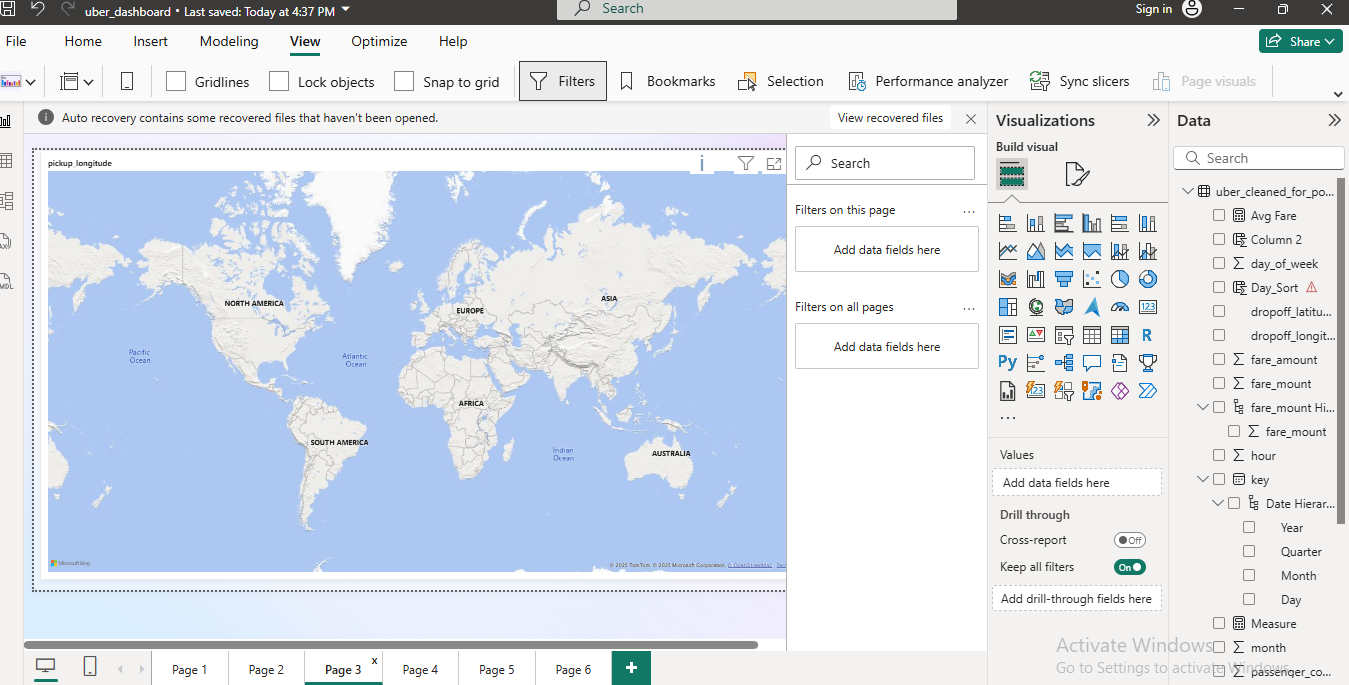 uber_dashboard • Last saved: Today at 4:37 PM
Search
Sign in
File Home Insert Modeling View Optimize Help
Share
Gridlines Lock objects Snap to grid Filters Bookmarks Selection Performance analyzer Sync slicers Page visuals
Auto recovery contains some recovered files that haven't been opened.
View recovered files
pickup_longitude
NORTH AMERICA
EUROPE
ASIA
Pacific
Ocean
Atlantic
Ocean
AFRICA
SOUTH AMERICA
Indian
Ocean
AUSTRALIA
Microsoft Bing
© 2025 TomTom, © 2025 Microsoft Corporation, © OpenStreetMap
Search
Filters on this page
...
Add data fields here
Filters on all pages
...
Add data fields here
Visualizations
Build visual
123
R
Py
...
Values
Add data fields here
Drill through
Cross-report
Off
Keep all filters
On
Add drill-through fields here
Data
Search
uber_cleaned_for_po...
Avg Fare
Column 2
day_of_week
Day_Sort
dropoff_latitu...
dropoff_longit...
fare_amount
fare_mount
fare_mount Hi...
fare_mount
hour
key
Date Hierar...
Year
Quarter
Month
Day
Measure
month
passenger_co...
Activate Windows
Go to Settings to activate Windows.
Page 1 Page 2 Page 3 x Page 4 Page 5 Page 6 +